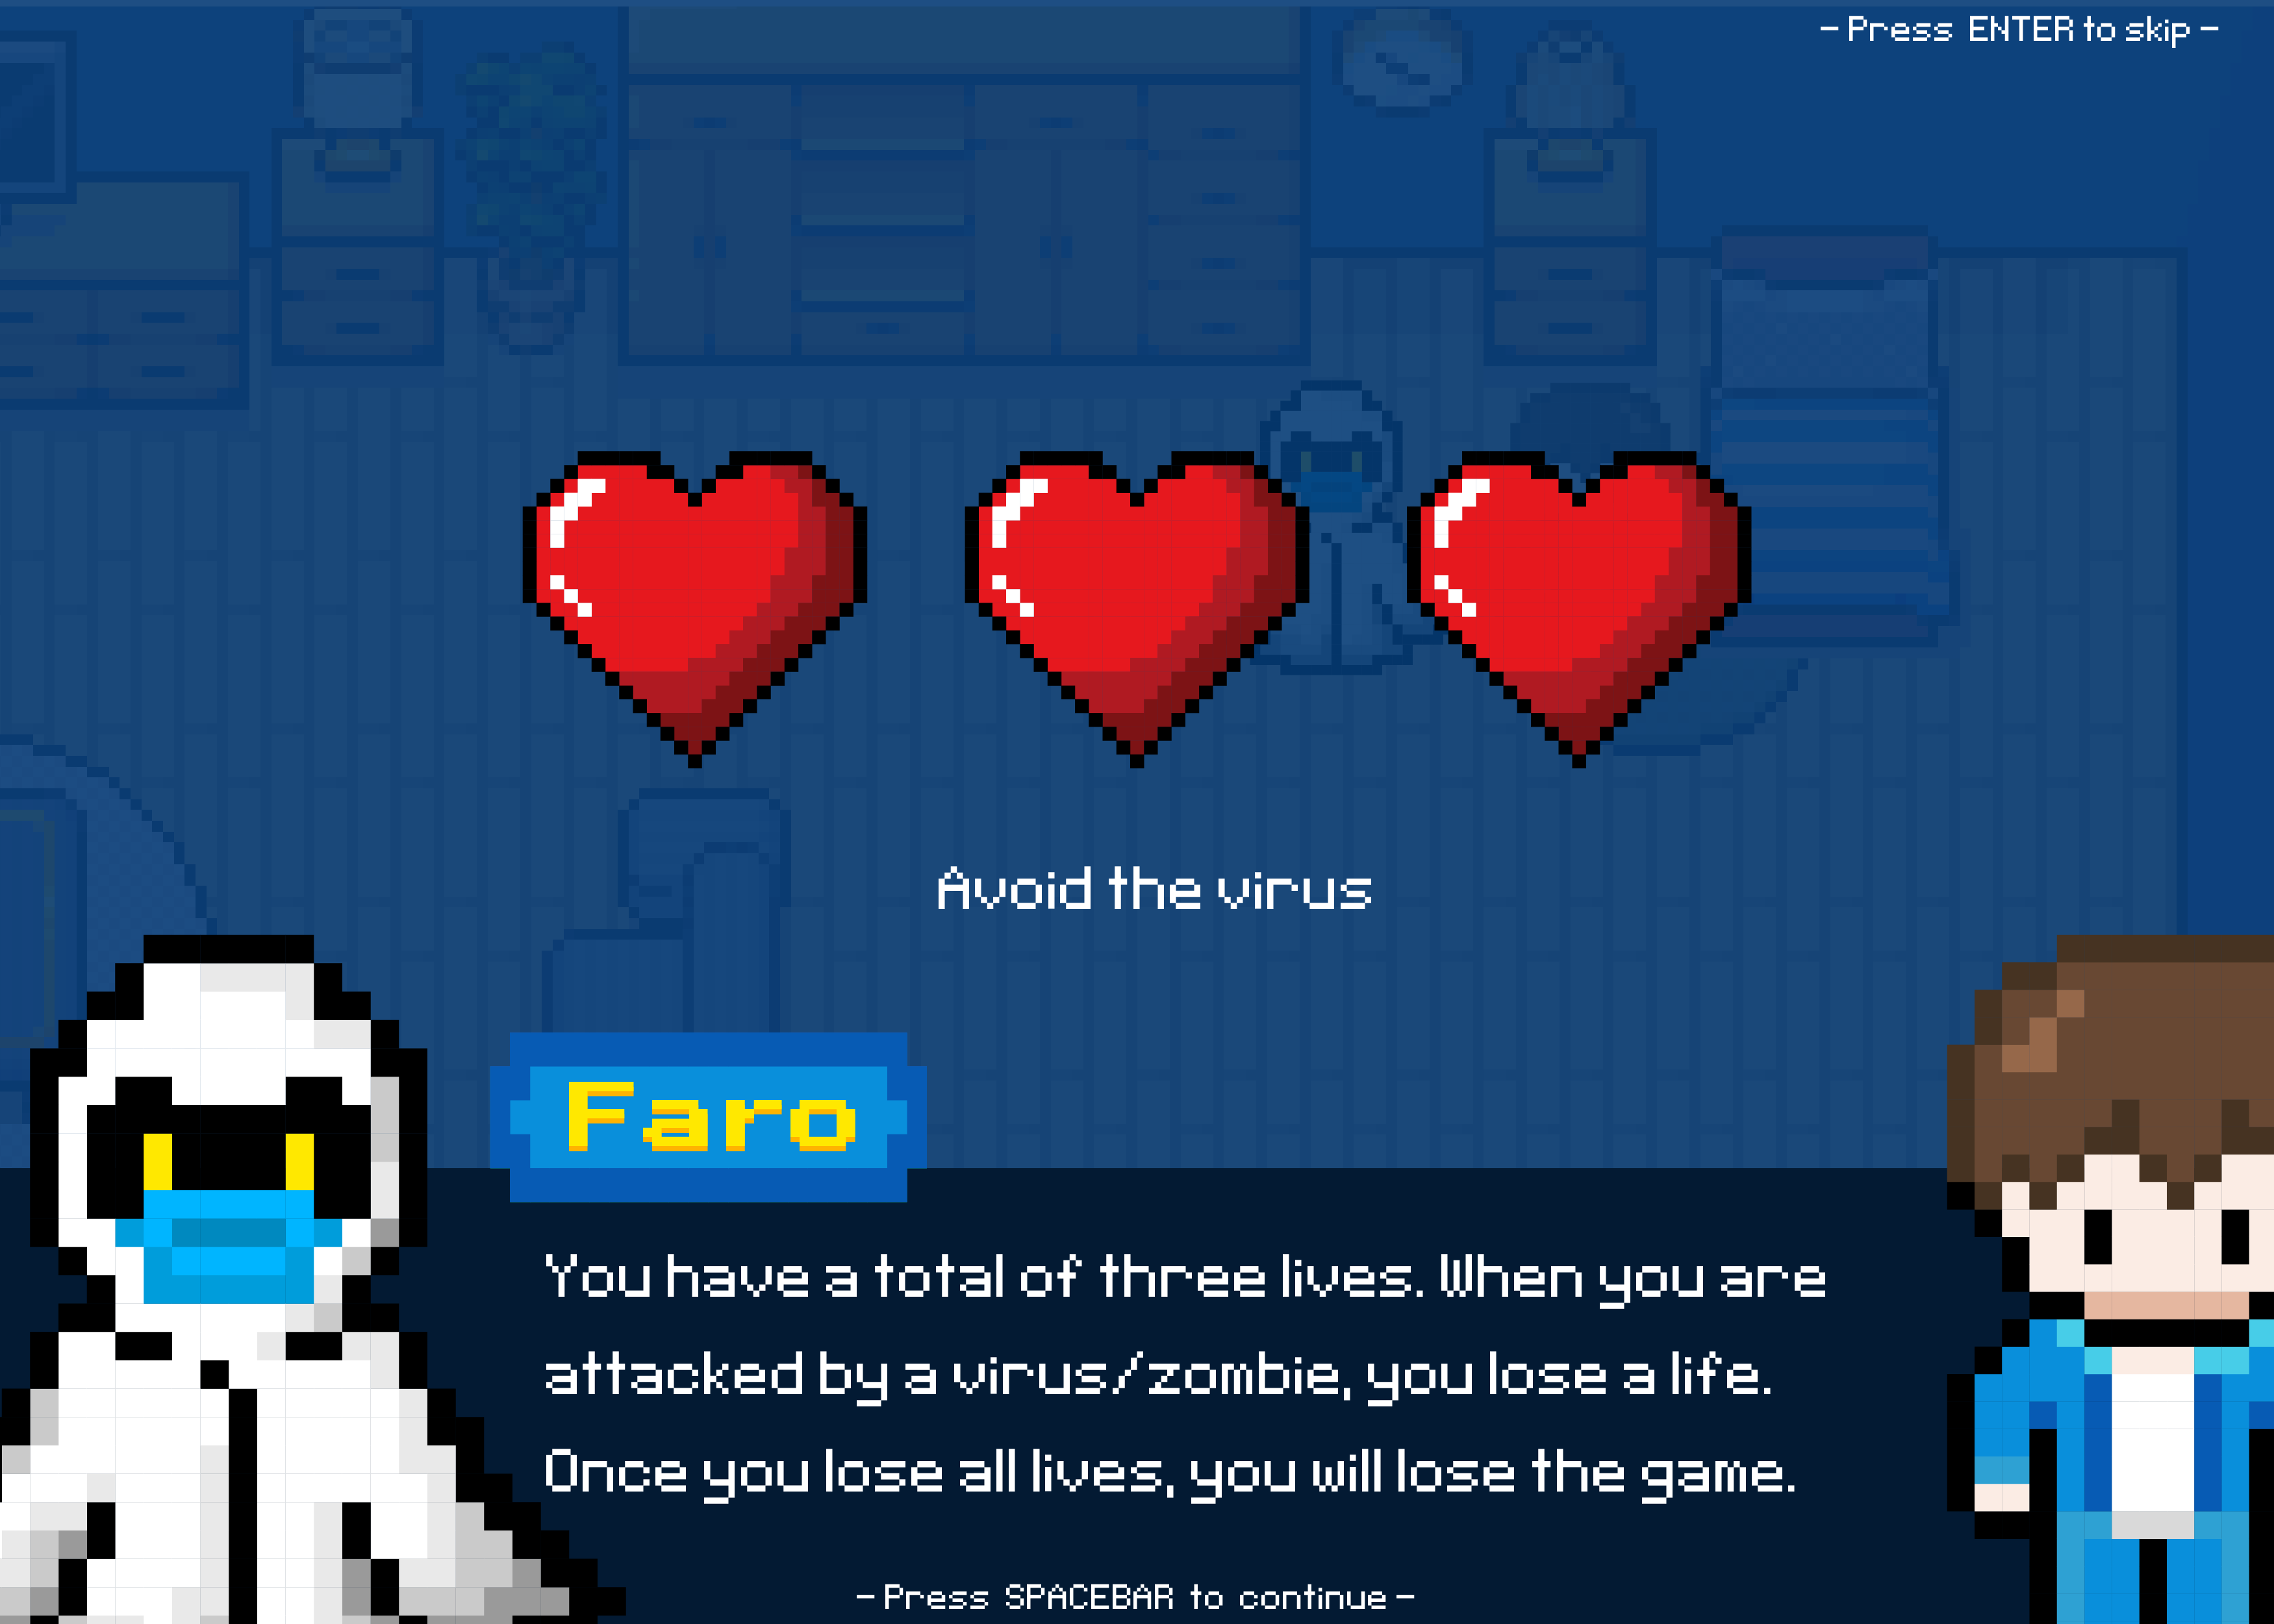 - Press ENTER to skip -
Avoid the virus
Faro
You have a total of three lives. When you are
attacked by a virus/zombie, you lose a life.
Once you lose all lives, you will lose the game.
- Press SPACEBAR to continue -